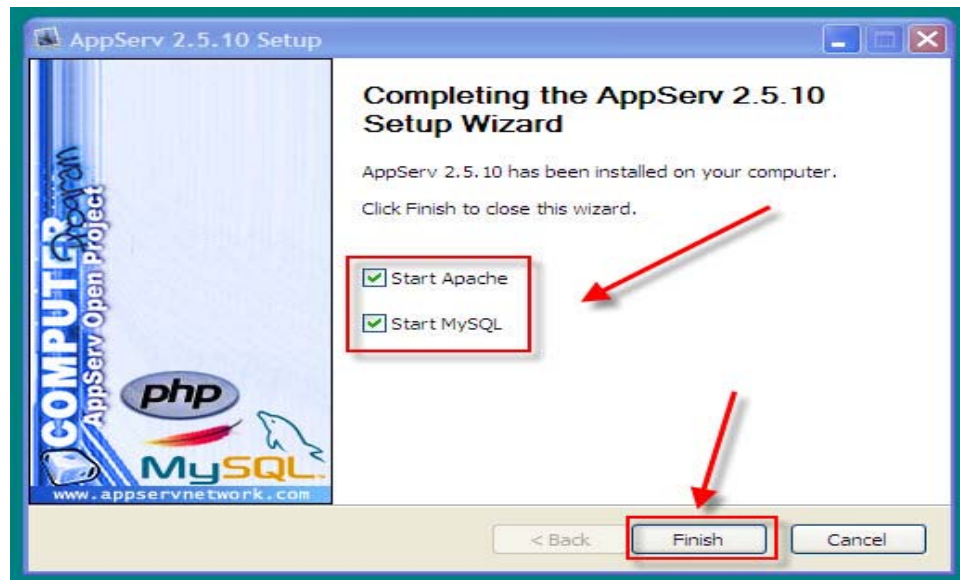 AppServ 2.5.10 Setup
Completing the AppServ 2.5.10
Setup Wizard
AppServ 2.5.10 has been installed on your computer.
Click Finish to close this wizard.
Start Apache
Start MySQL
COMPUTER
Program
AppServ Open Project
php
MySQL
www.appservnetwork.com
< Back
Finish
Cancel